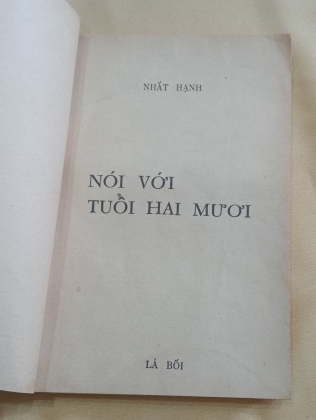 NHẤT HẠNH
NÓI VỚI
TUỔI HAI MƯƠI
LÁ BỐI